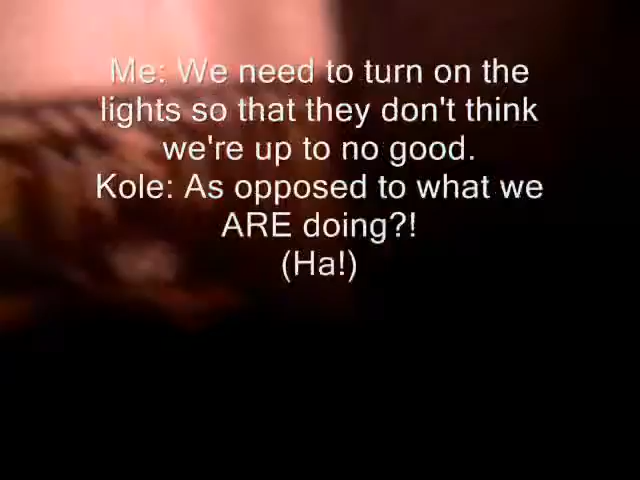 Me: We need to turn on the
lights so that they don't think
we're up to no good.
Kole: As opposed to what we
ARE doing?!
(Ha!)